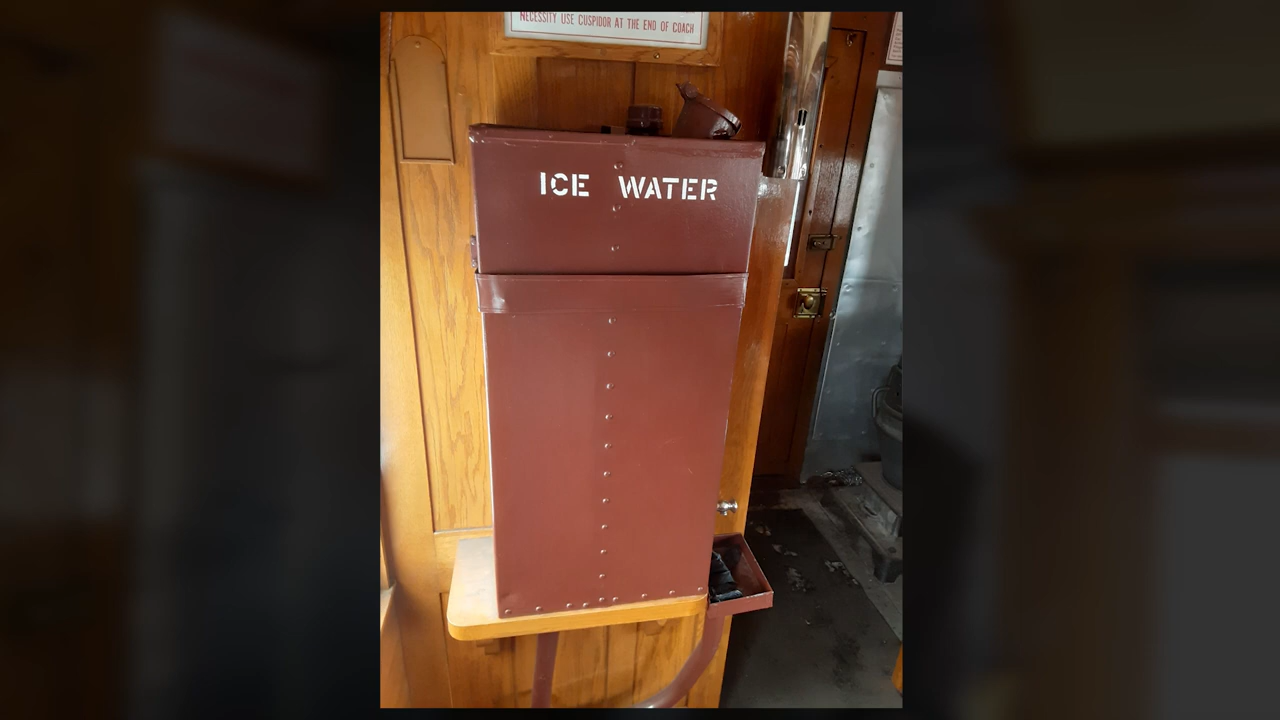 NECESSITY USE CUSPIDOR AT THE END OF COACH
ICE WATER